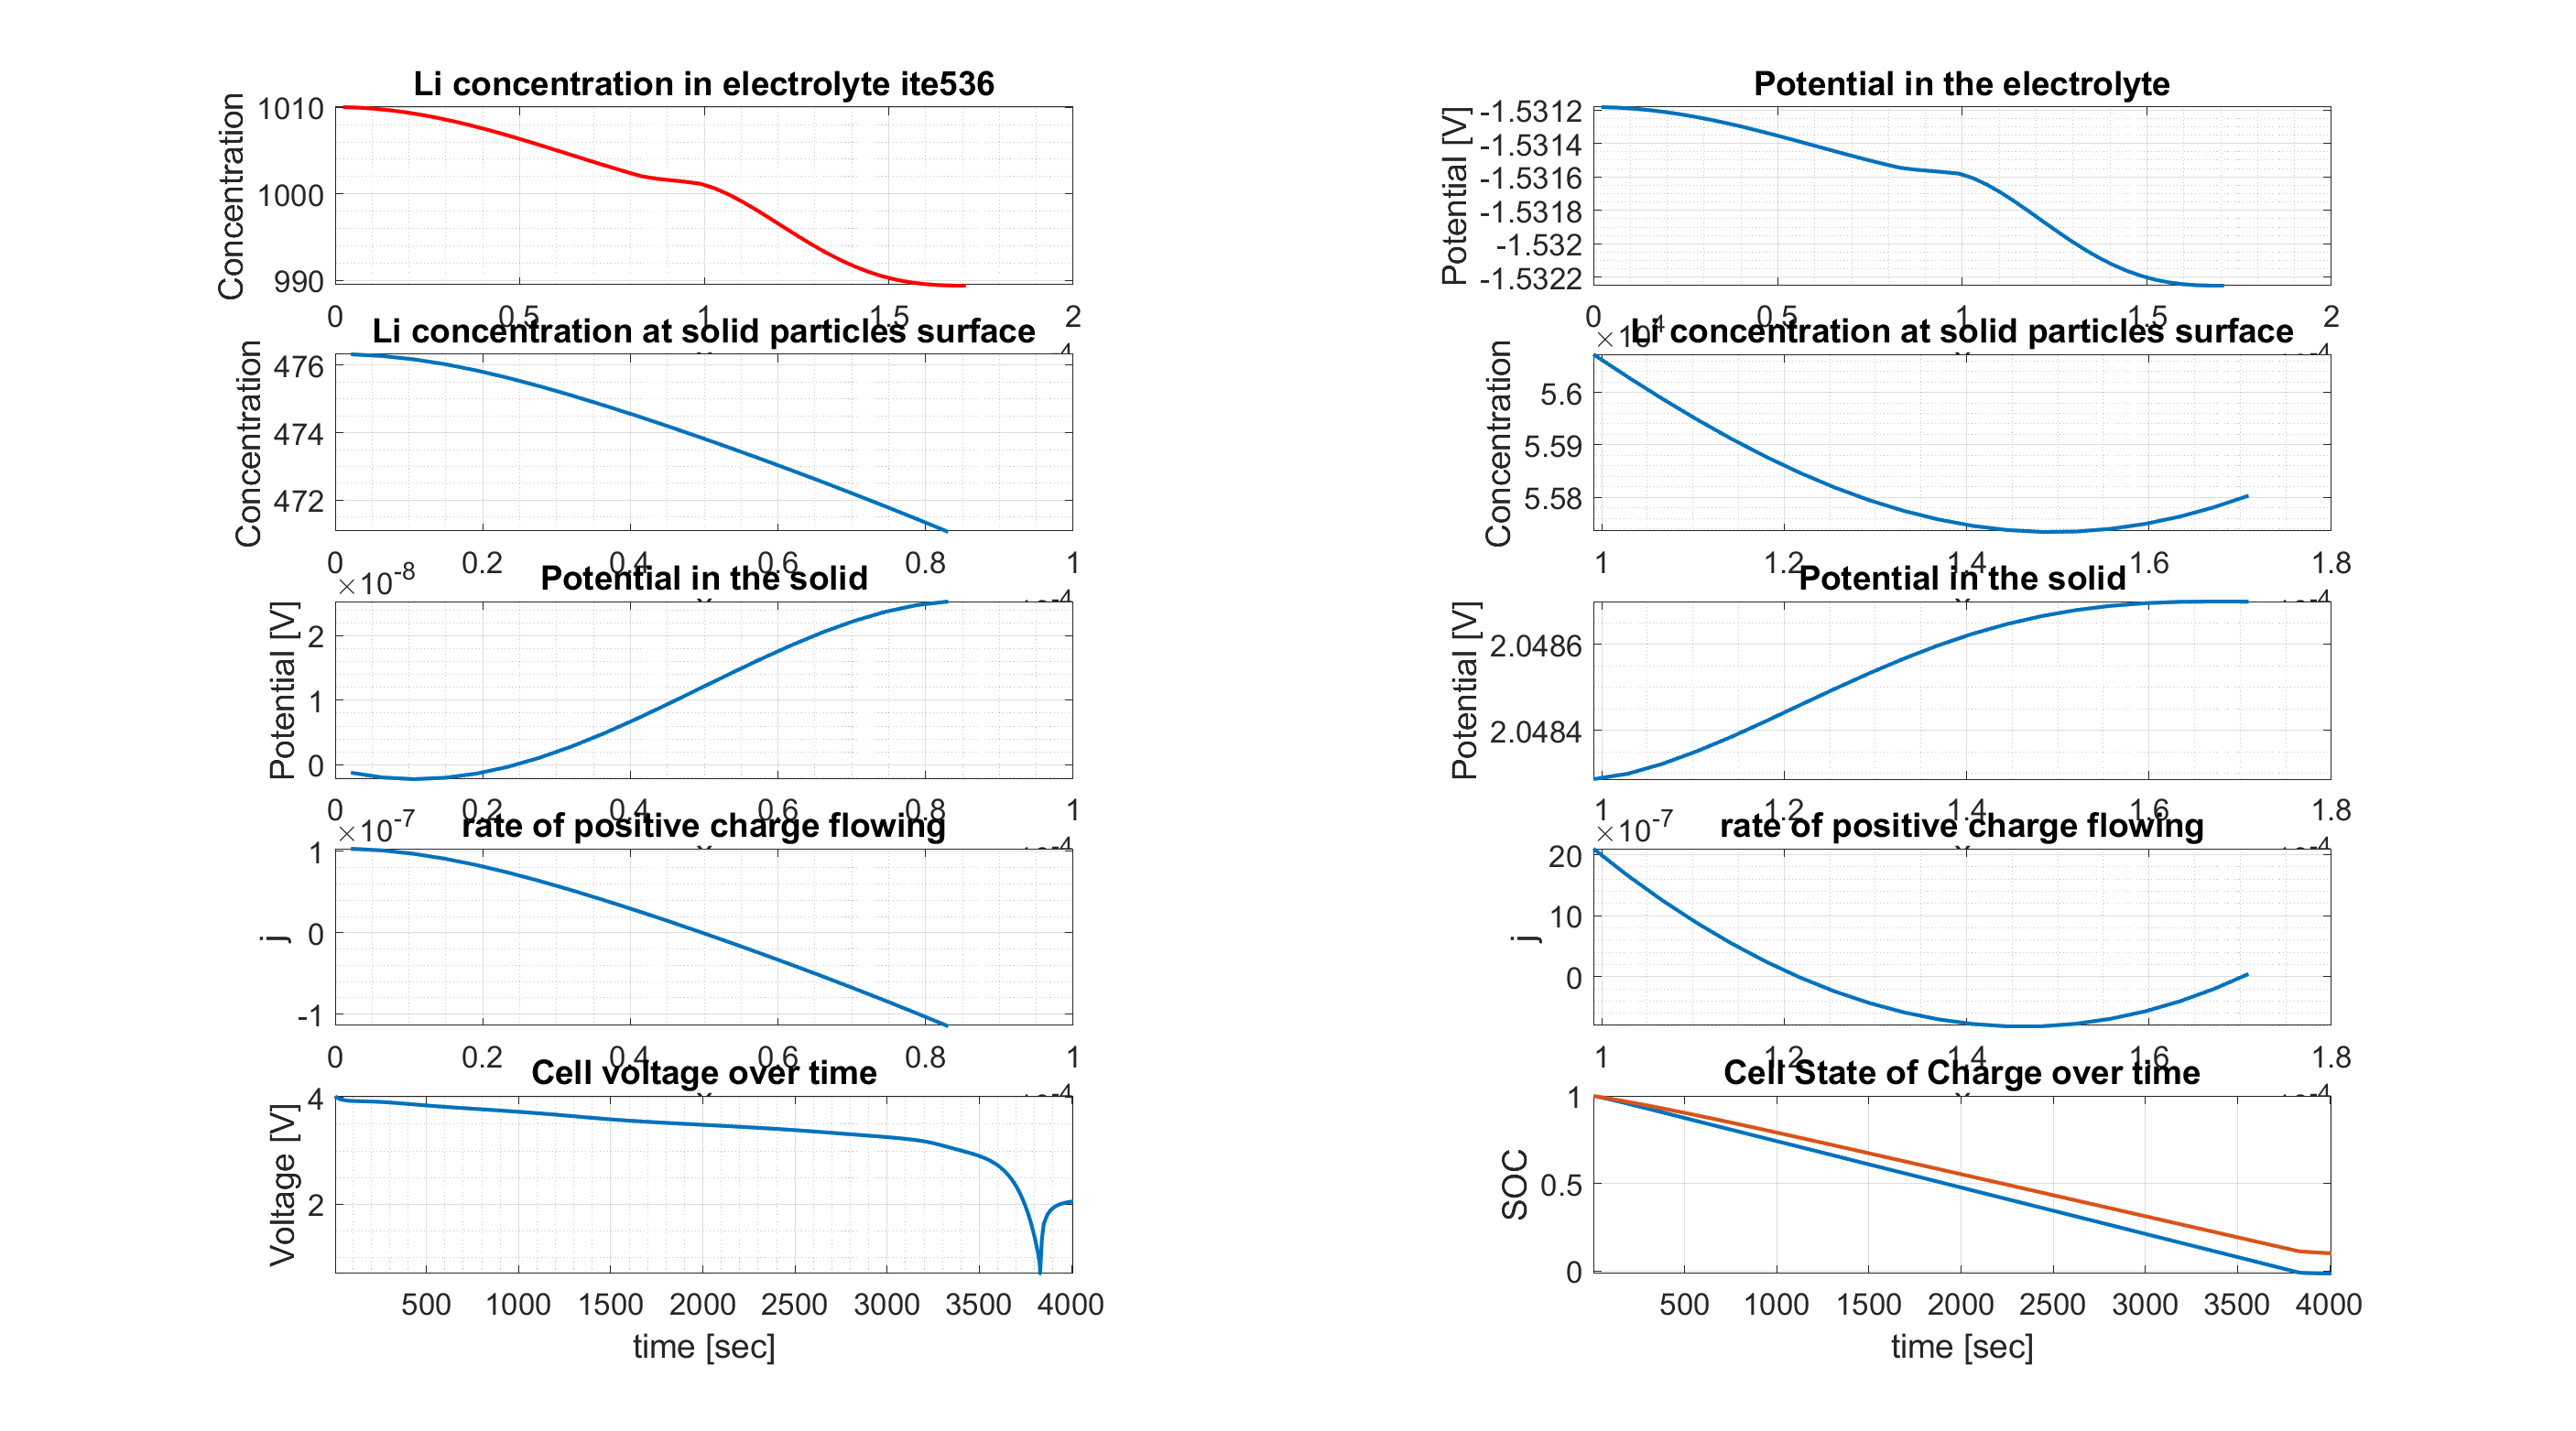 Li concentration in electrolyte ite536
Concentration
1010
1000
990
0 0.5 1 1.5 2
Potential in the electrolyte
Potential [V]
-1.5312
-1.5314
-1.5316
-1.5318
-1.532
-1.5322
0 0.5 1 1.5 2
Li concentration at solid particles surface
Concentration
476
474
472
0 0.2 0.4 0.6 0.8 1
Li concentration at solid particles surface
Concentration
5.6
5.59
5.58
1 1.2 1.4 1.6 1.8
Potential in the solid
×10-8
Potential [V]
2
1
0
0 0.2 0.4 0.6 0.8 1
Potential in the solid
Potential [V]
2.0486
2.0484
1 1.2 1.4 1.6 1.8
rate of positive charge flowing
×10-7
j
1
0
-1
0 0.2 0.4 0.6 0.8 1
rate of positive charge flowing
×10-7
j
20
10
0
1 1.2 1.4 1.6 1.8
Cell voltage over time
Voltage [V]
4
2
500 1000 1500 2000 2500 3000 3500 4000
time [sec]
Cell State of Charge over time
SOC
1
0.5
0
500 1000 1500 2000 2500 3000 3500 4000
time [sec]